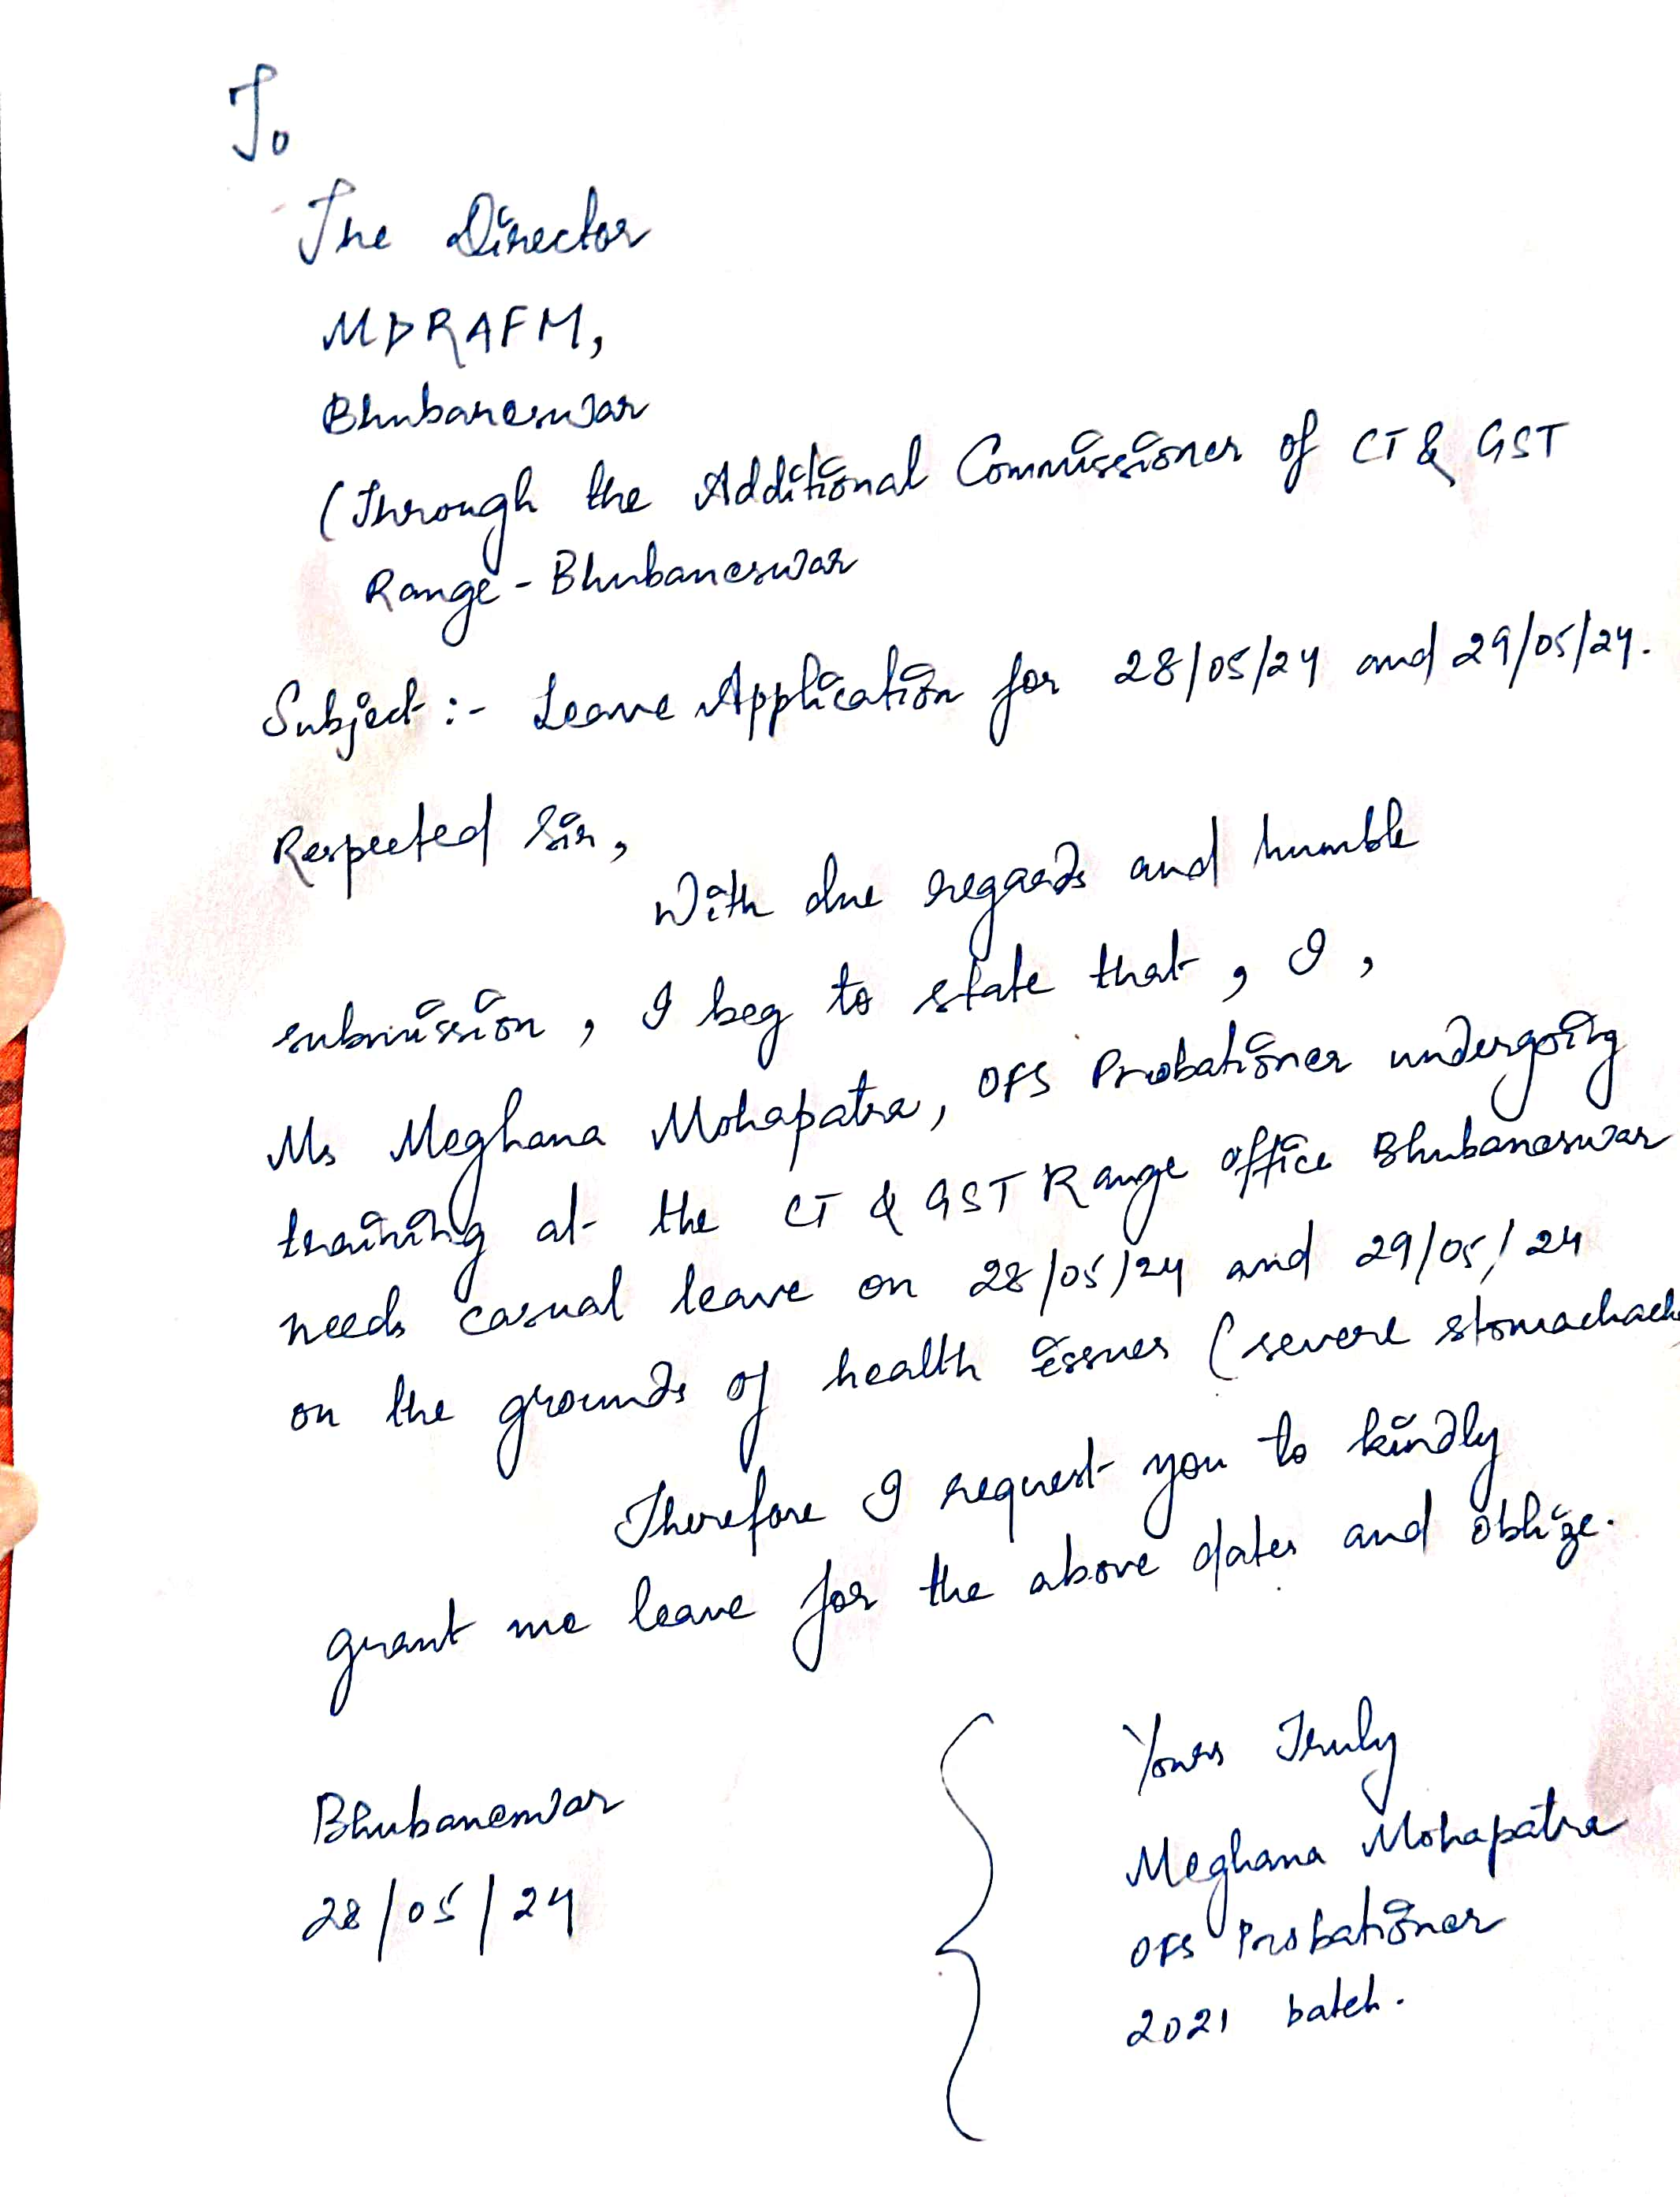 To
The Director
MDRAFM,
Bhubaneswar
(Through the Additional Commissioner of CT & GST
Range - Bhubaneswar
Subject :- Leave Application for 28/05/24 and 29/05/24.
Respected Sir,
With due regards and humble
submission, I beg to state that, I,
Ms Meghana Mohapatra, OFS Probationer undergoing
training at the CT & GST Range office Bhubaneswar
needs casual leave on 28/05/24 and 29/05/24
on the grounds of health issues (severe stomachach
Therefore I request you to kindly
grant me leave for the above dates and oblige.
Yours Truly
Bhubaneswar
Meghana Mohapatra
28/05/24
OFS Probationer
2021 batch.